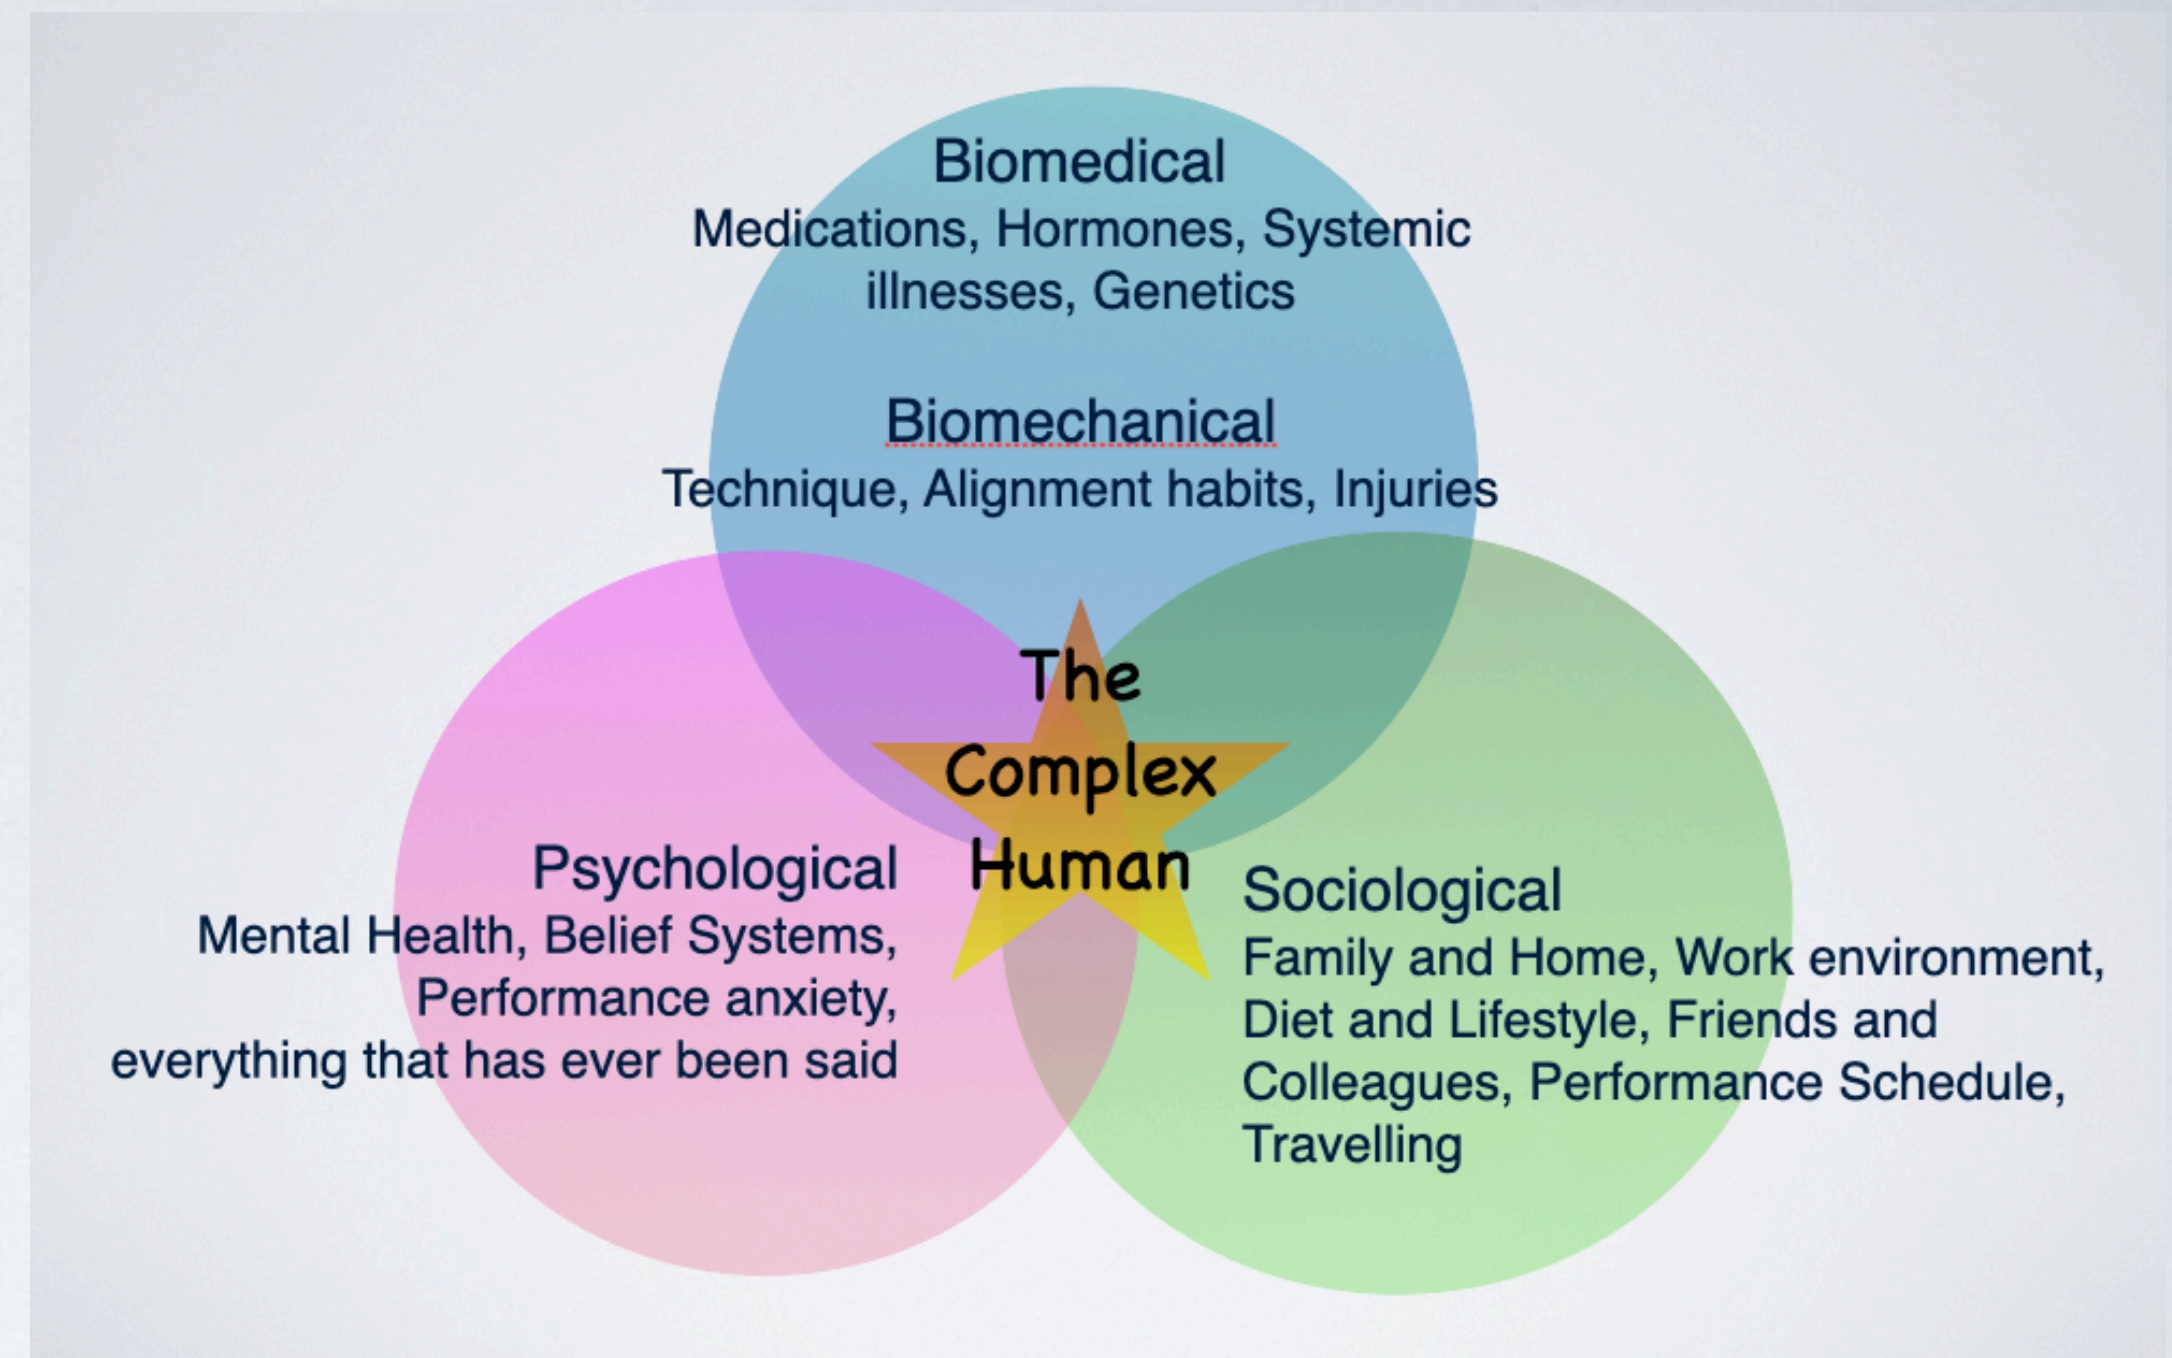 Biomedical
Medications, Hormones, Systemic
illnesses, Genetics
Biomechanical
Technique, Alignment habits, Injuries
The
Complex
Human
Psychological
Mental Health, Belief Systems,
Performance anxiety,
everything that has ever been said
Sociological
Family and Home, Work environment,
Diet and Lifestyle, Friends and
Colleagues, Performance Schedule,
Travelling